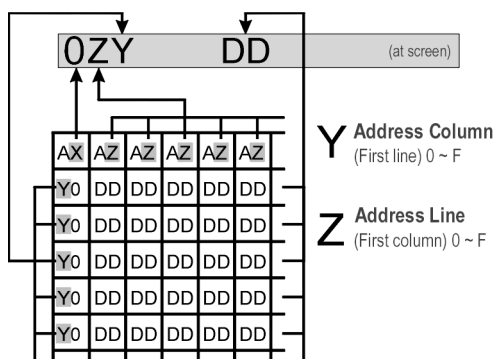 0ZY DD (at screen)
Y Address Column
(First line) 0 ~ F
Z Address Line
(First column) 0 ~ F
AX AZ AZ AZ AZ AZ
Y0 DD DD DD DD DD
Y0 DD DD DD DD DD
Y0 DD DD DD DD DD
Y0 DD DD DD DD DD
Y0 DD DD DD DD DD